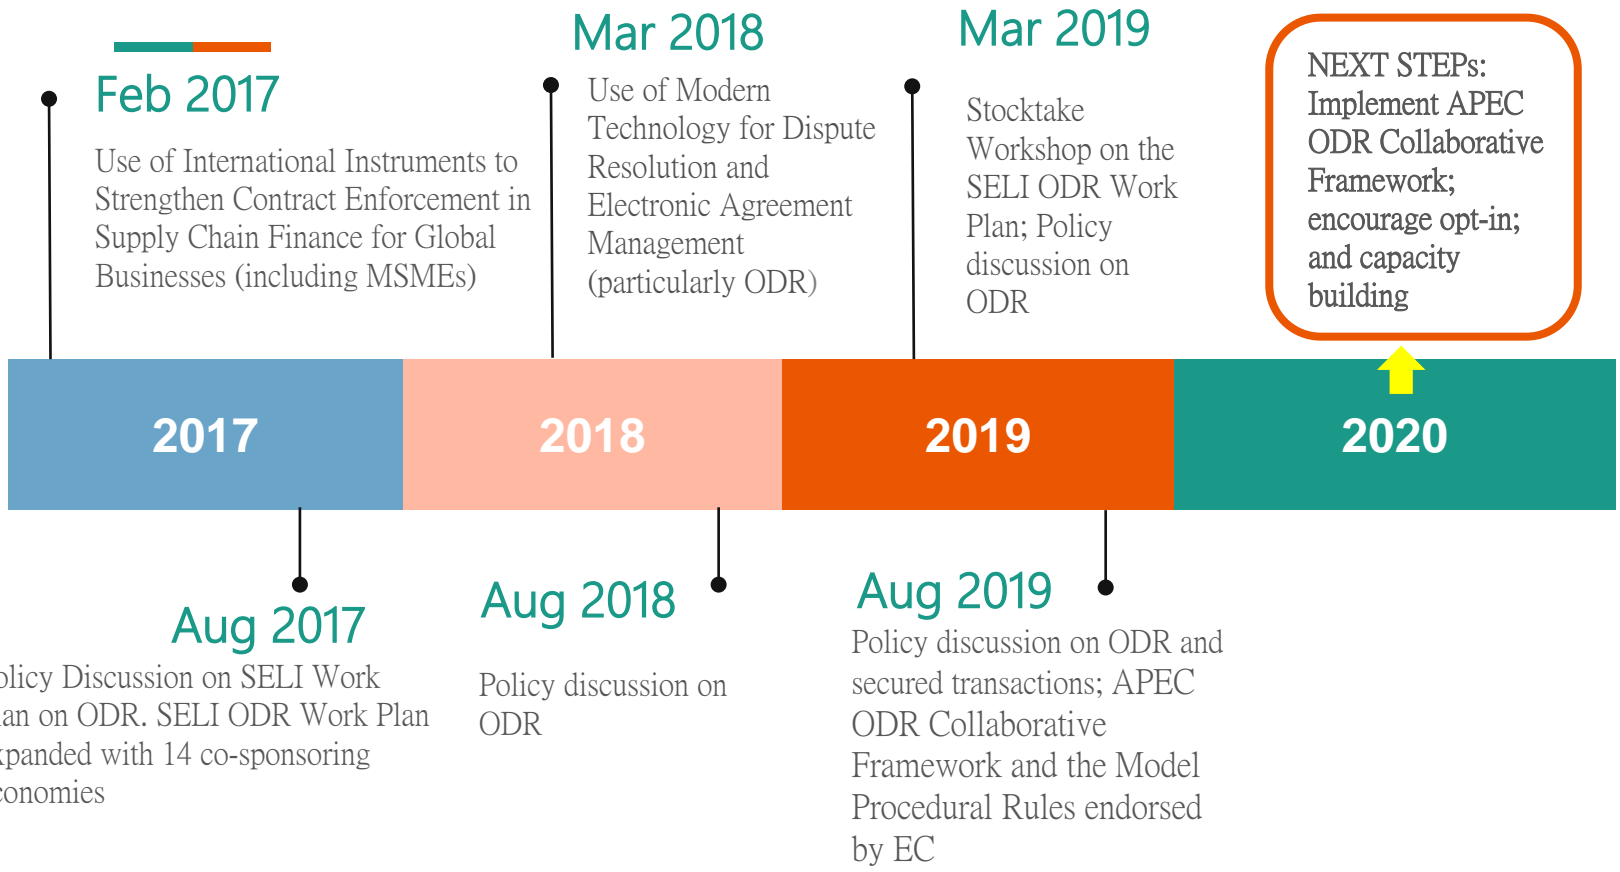 Feb 2017
Use of International Instruments to
Strengthen Contract Enforcement in
Supply Chain Finance for Global
Businesses (including MSMEs)
Mar 2018
Use of Modern
Technology for Dispute
Resolution and
Electronic Agreement
Management
(particularly ODR)
Mar 2019
Stocktake
Workshop on the
SELI ODR Work
Plan; Policy
discussion on
ODR
NEXT STEPs:
Implement APEC
ODR Collaborative
Framework;
encourage opt-in;
and capacity
building
2017
2018
2019
2020
Aug 2017
olicy Discussion on SELI Work
lan on ODR. SELI ODR Work Plan
xpanded with 14 co-sponsoring
conomies
Aug 2018
Policy discussion on
ODR
Aug 2019
Policy discussion on ODR and
secured transactions; APEC
ODR Collaborative
Framework and the Model
Procedural Rules endorsed
by EC